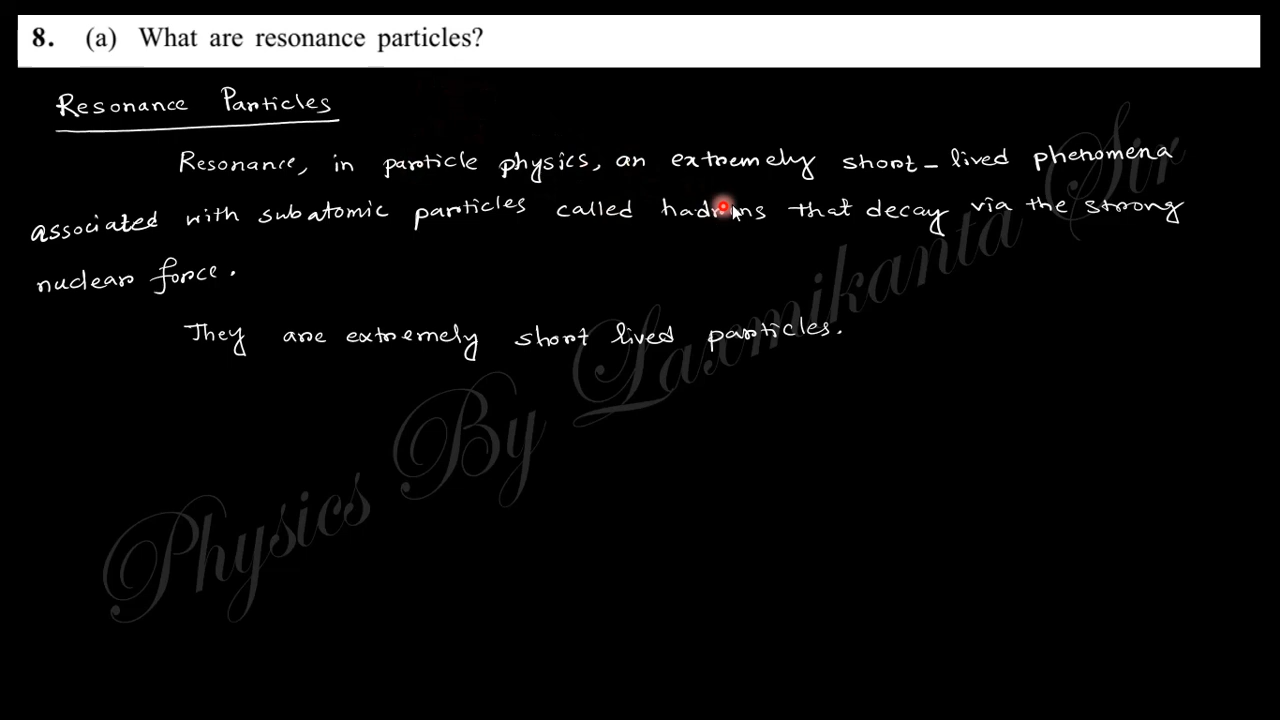 8. (a) What are resonance particles?
Resonance Particles
Resonance, in particle physics, an extremely short-lived phenomena
associated with subatomic particles called hadrons that decay via the strong
nuclear force.
They are extremely short lived particles.
Physics By Laxmikanta Sir